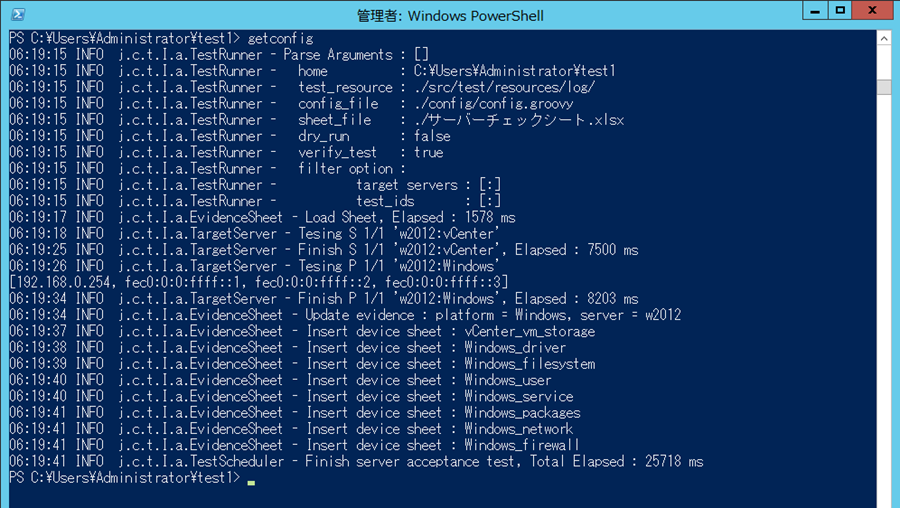 管理者: Windows PowerShell
PS C:¥Users¥Administrator¥test1> getconfig
06:19:15 INFO  j.c.t.I.a.TestRunner - Parse Arguments : []
06:19:15 INFO  j.c.t.I.a.TestRunner -   home          : C:¥Users¥Administrator¥test1
06:19:15 INFO  j.c.t.I.a.TestRunner -   test_resource : ./src/test/resources/log/
06:19:15 INFO  j.c.t.I.a.TestRunner -   config_file   : ./config/config.groovy
06:19:15 INFO  j.c.t.I.a.TestRunner -   sheet_file    : ./サーバーチェックシート.xlsx
06:19:15 INFO  j.c.t.I.a.TestRunner -   dry_run       : false
06:19:15 INFO  j.c.t.I.a.TestRunner -   verify_test   : true
06:19:15 INFO  j.c.t.I.a.TestRunner -   filter option :
06:19:15 INFO  j.c.t.I.a.TestRunner -          target servers : [:]
06:19:15 INFO  j.c.t.I.a.TestRunner -          test_ids       : [:]
06:19:17 INFO  j.c.t.I.a.EvidenceSheet - Load Sheet, Elapsed : 1578 ms
06:19:18 INFO  j.c.t.I.a.TargetServer - Tesing S 1/1 'w2012:vCenter'
06:19:25 INFO  j.c.t.I.a.TargetServer - Finish S 1/1 'w2012:vCenter', Elapsed : 7500 ms
06:19:26 INFO  j.c.t.I.a.TargetServer - Tesing P 1/1 'w2012:Windows'
[192.168.0.254, fec0:0:0:ffff::1, fec0:0:0:ffff::2, fec0:0:0:ffff::3]
06:19:34 INFO  j.c.t.I.a.TargetServer - Finish P 1/1 'w2012:Windows', Elapsed : 8203 ms
06:19:34 INFO  j.c.t.I.a.EvidenceSheet - Update evidence : platform = Windows, server = w2012
06:19:37 INFO  j.c.t.I.a.EvidenceSheet - Insert device sheet : vCenter_vm_storage
06:19:38 INFO  j.c.t.I.a.EvidenceSheet - Insert device sheet : Windows_driver
06:19:39 INFO  j.c.t.I.a.EvidenceSheet - Insert device sheet : Windows_filesystem
06:19:40 INFO  j.c.t.I.a.EvidenceSheet - Insert device sheet : Windows_user
06:19:40 INFO  j.c.t.I.a.EvidenceSheet - Insert device sheet : Windows_service
06:19:41 INFO  j.c.t.I.a.EvidenceSheet - Insert device sheet : Windows_packages
06:19:41 INFO  j.c.t.I.a.EvidenceSheet - Insert device sheet : Windows_network
06:19:41 INFO  j.c.t.I.a.EvidenceSheet - Insert device sheet : Windows_firewall
06:19:41 INFO  j.c.t.I.a.TestScheduler - Finish server acceptance test, Total Elapsed : 25718 ms
PS C:¥Users¥Administrator¥test1>